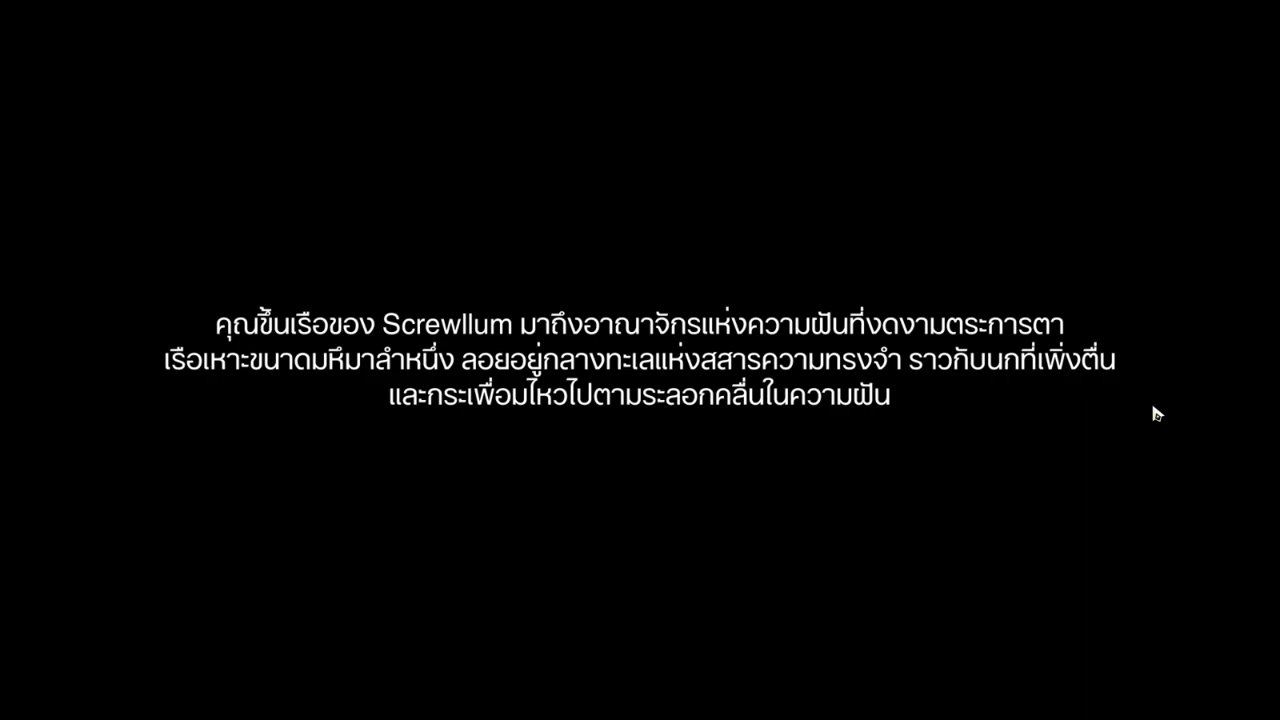 คุณขึ้นเรือของ Screwllum มาถึงอาณาจักรแห่งความฝันที่งดงามตระการตา
เรือเหาะขนาดมหึมาลำหนึ่ง ลอยอยู่กลางทะเลแห่งสสารความทรงจำ ราวกับนกที่เพิ่งตื่น
และกระเพื่อมไหวไปตามระลอกคลื่นในความฝัน